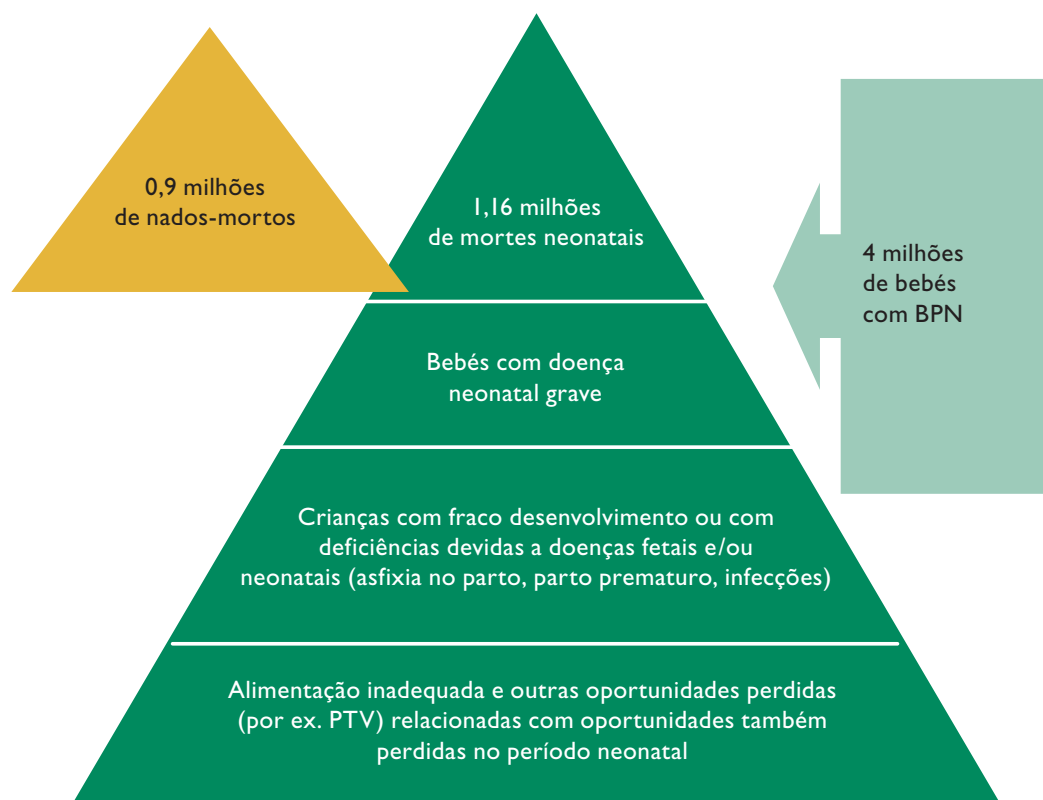 0,9 milhões
de nados-mortos
1,16 milhões
de mortes neonatais
4 milhões
de bebés
com BPN
Bebés com doença
neonatal grave
Crianças com fraco desenvolvimento ou com
deficiências devidas a doenças fetais e/ou
neonatais (asfixia no parto, parto prematuro, infecções)
Alimentação inadequada e outras oportunidades perdidas
(por ex. PTV) relacionadas com oportunidades também
perdidas no período neonatal